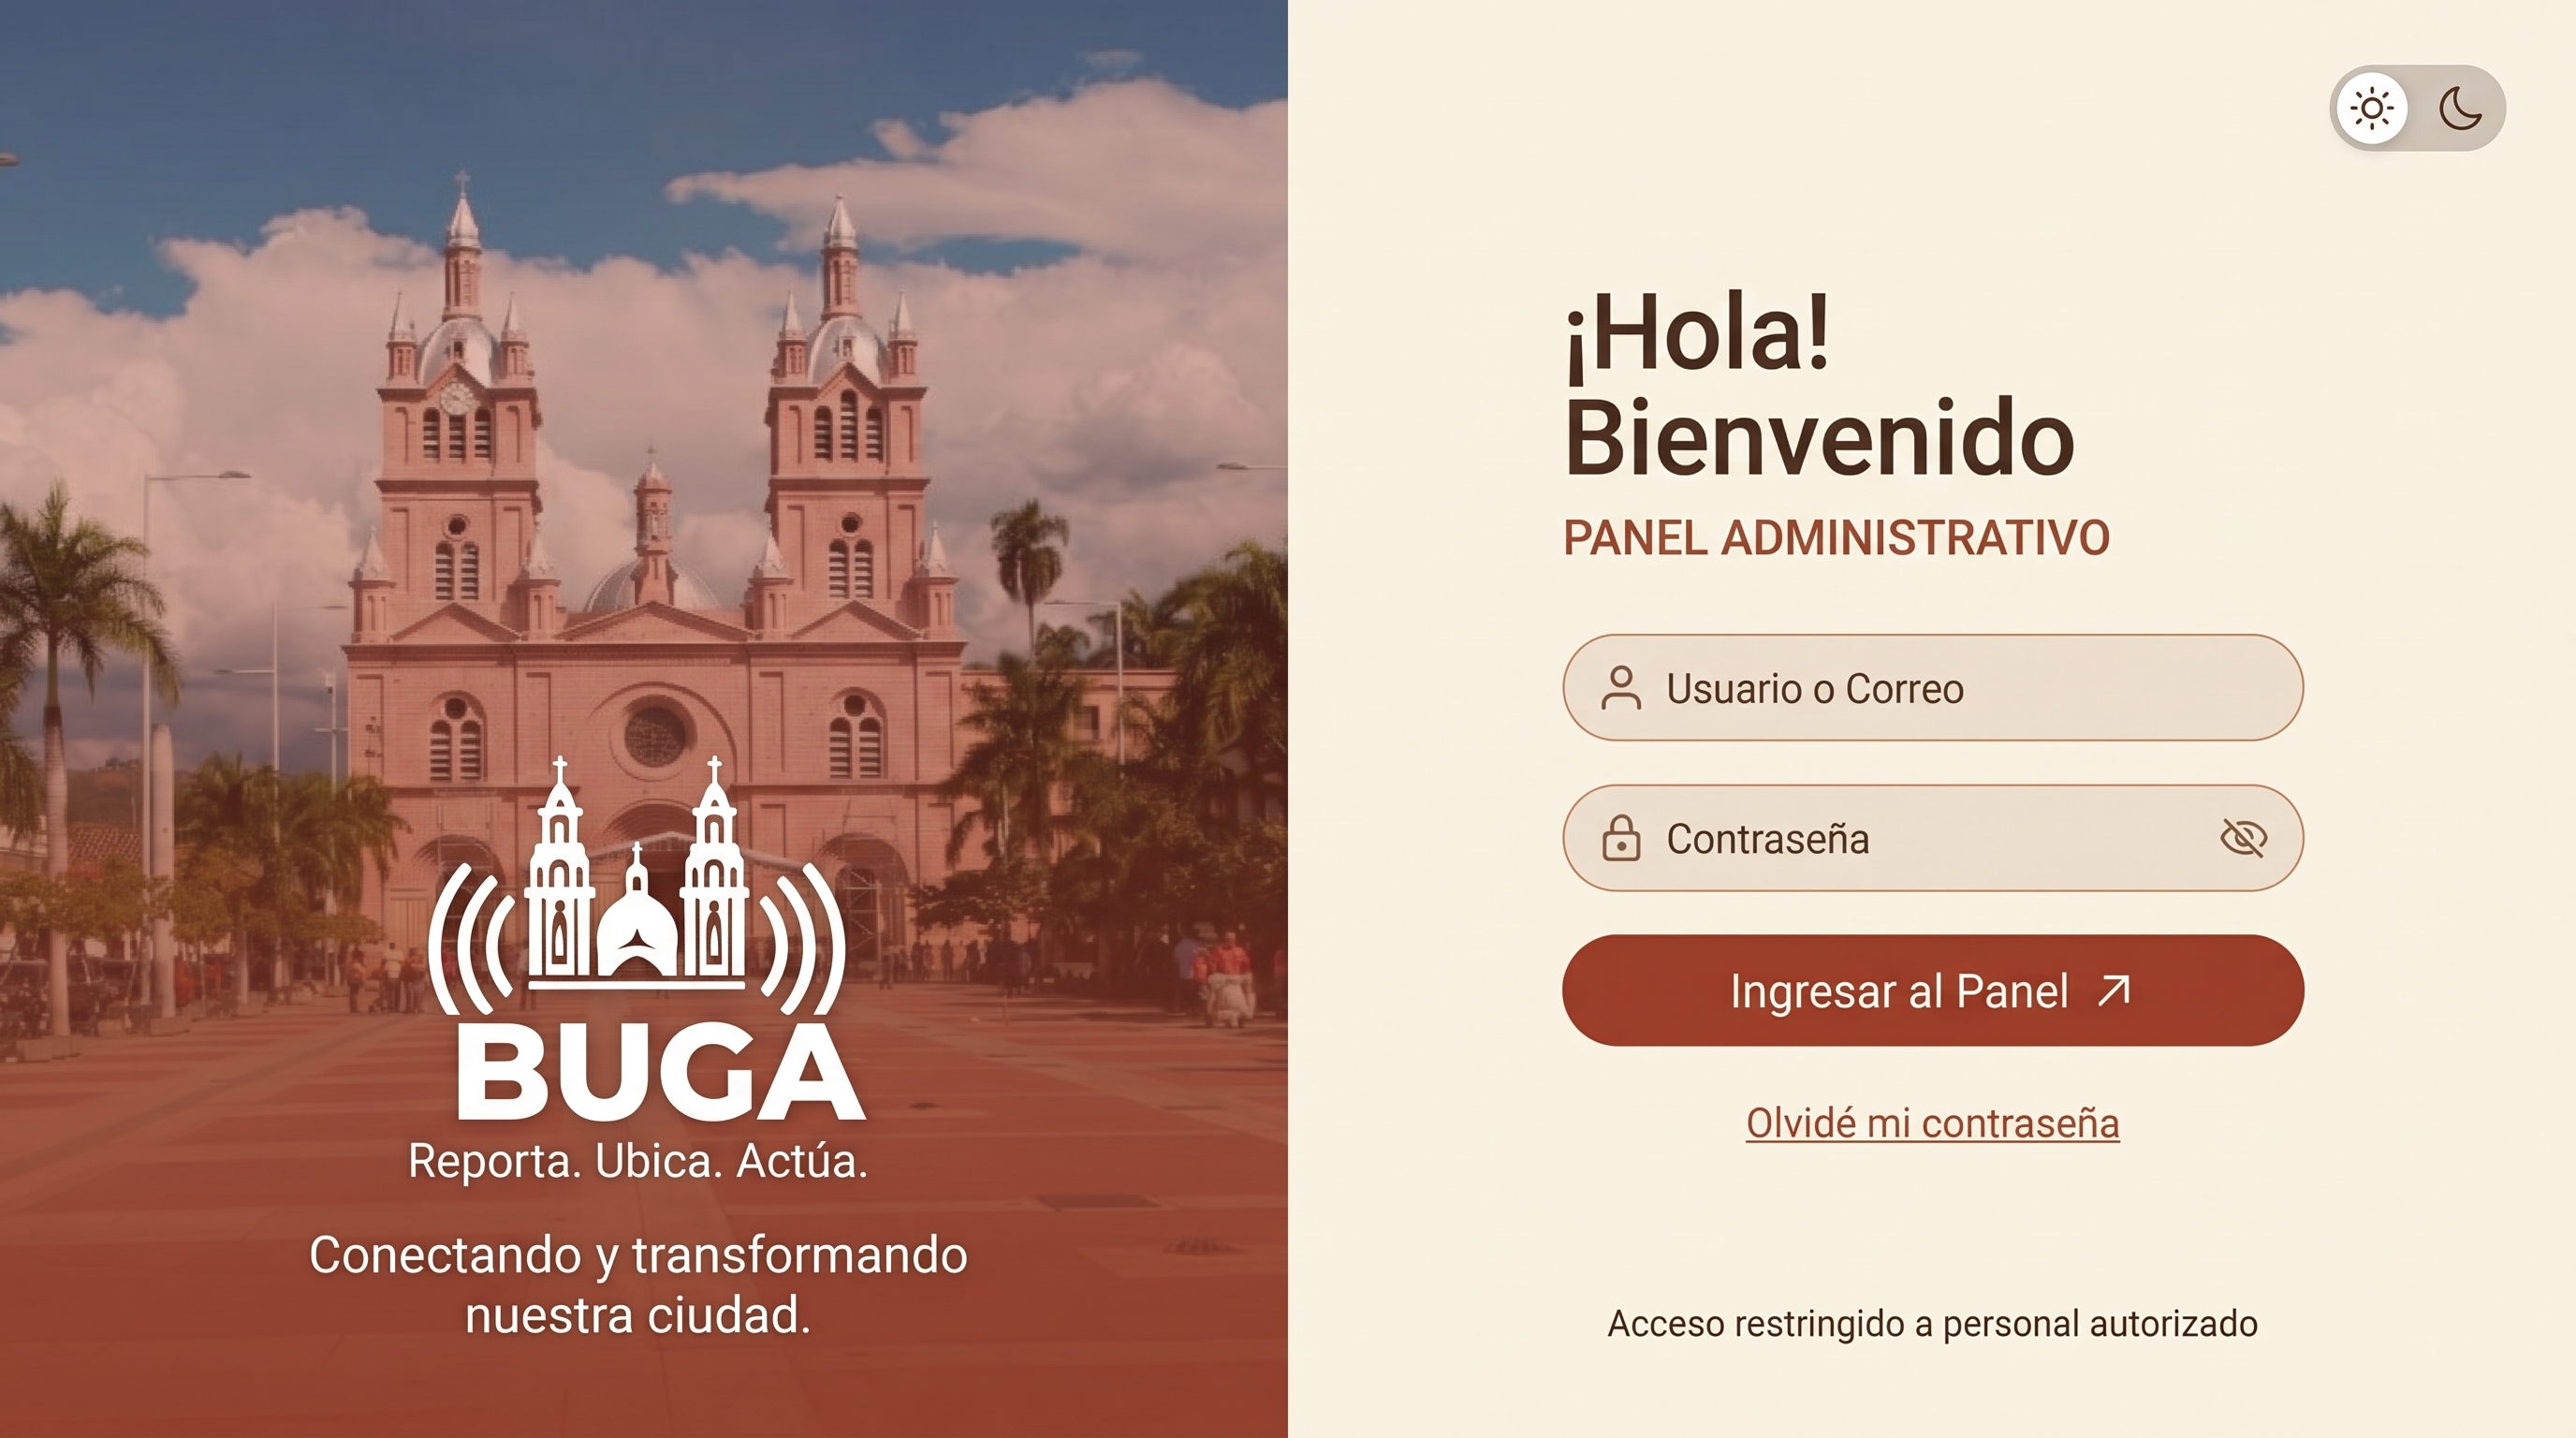 BUGA
Reporta. Ubica. Actúa.
Conectando y transformando
nuestra ciudad.
¡Hola!
Bienvenido
PANEL ADMINISTRATIVO
Usuario o Correo
Contraseña
Ingresar al Panel
Olvidé mi contraseña
Acceso restringido a personal autorizado